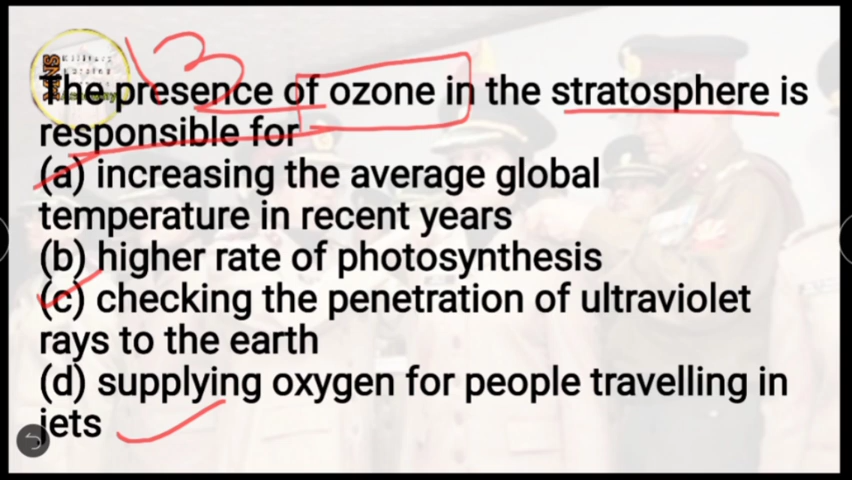 13
The presence of ozone in the stratosphere is
responsible for
(a) increasing the average global
temperature in recent years
(b) higher rate of photosynthesis
(c) checking the penetration of ultraviolet
rays to the earth
(d) supplying oxygen for people travelling in
jets